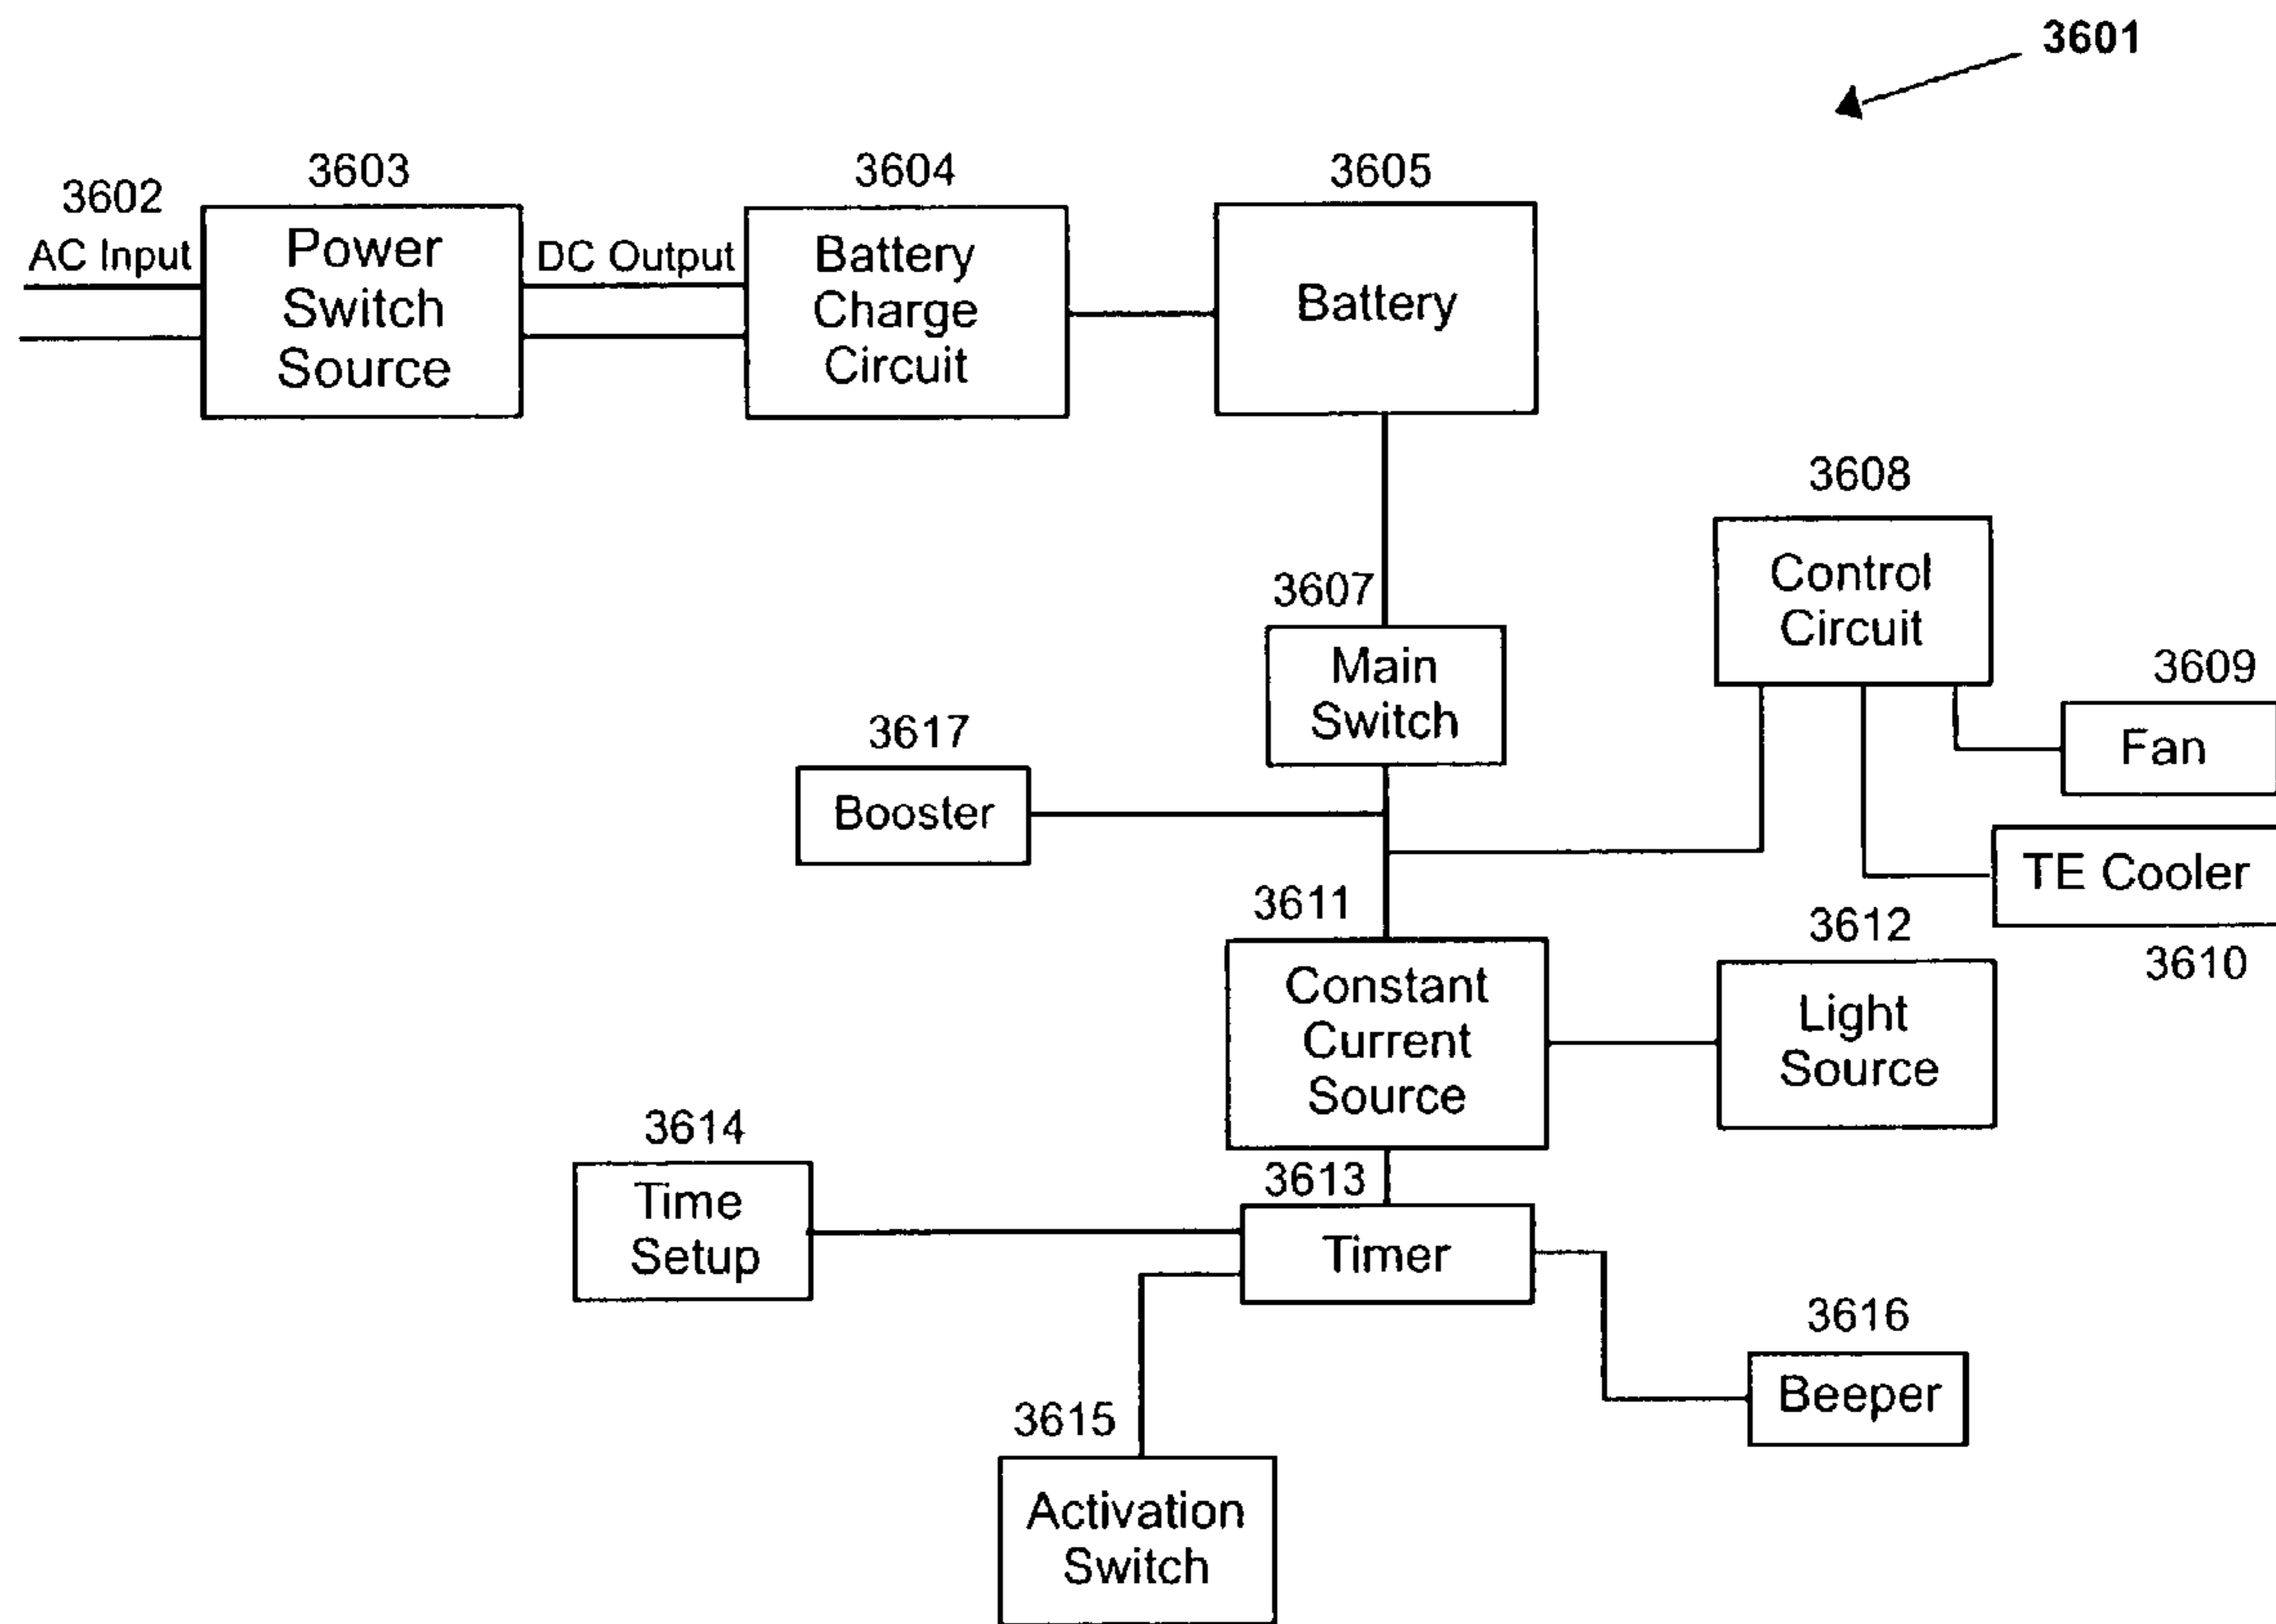 3601
3602
AC Input
3603
Power
Switch
Source
DC Output
3604
Battery
Charge
Circuit
3605
Battery
3607
Main
Switch
3608
Control
Circuit
3609
Fan
TE Cooler
3610
3617
Booster
3611
Constant
Current
Source
3612
Light
Source
3613
Timer
3614
Time
Setup
3615
Activation
Switch
3616
Beeper